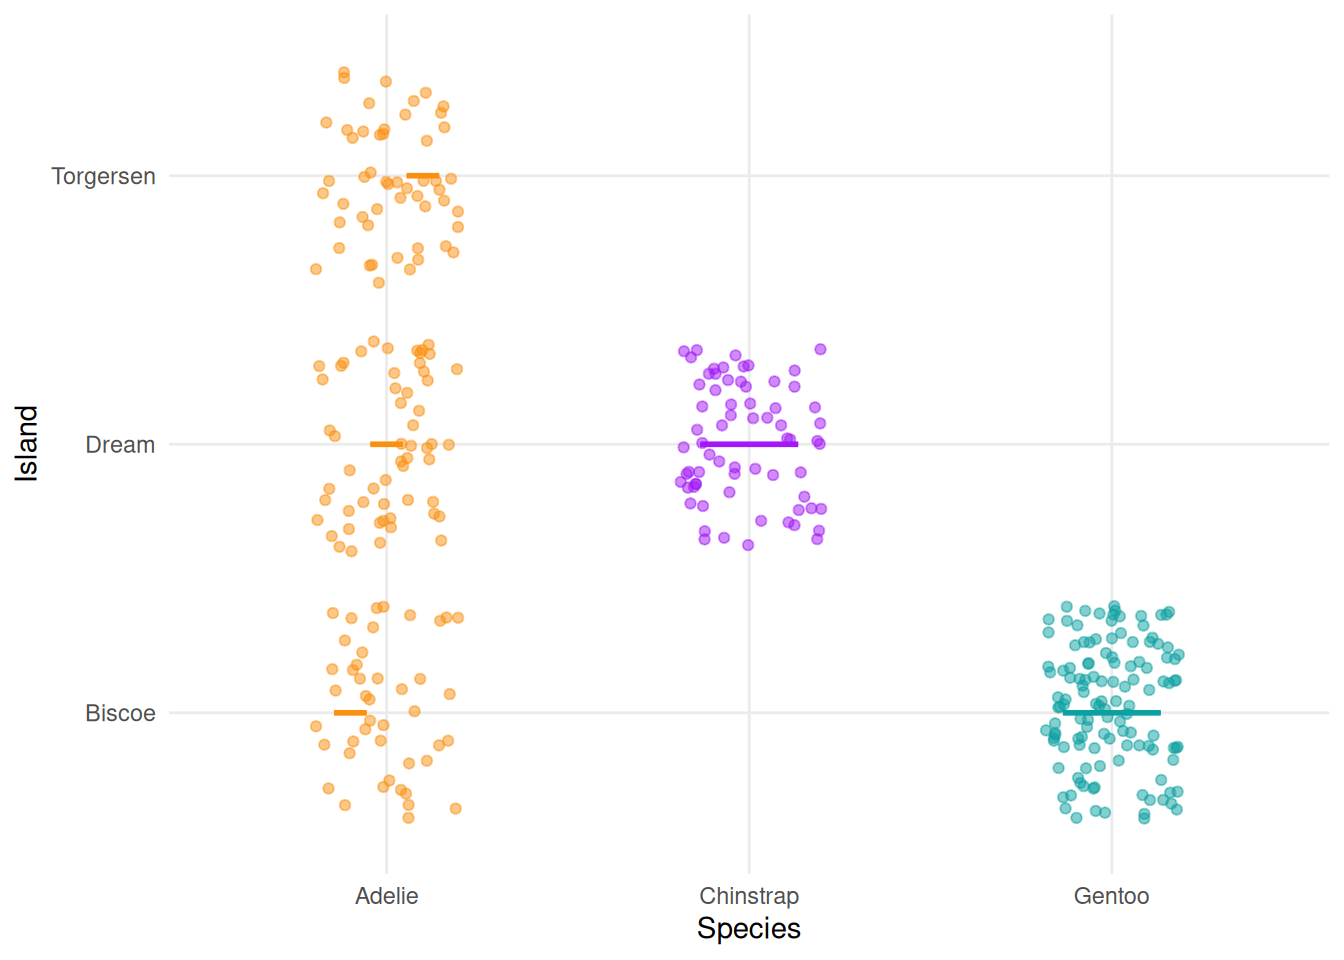 Torgersen
Dream
Biscoe
Island
Adelie
Chinstrap
Gentoo
Species